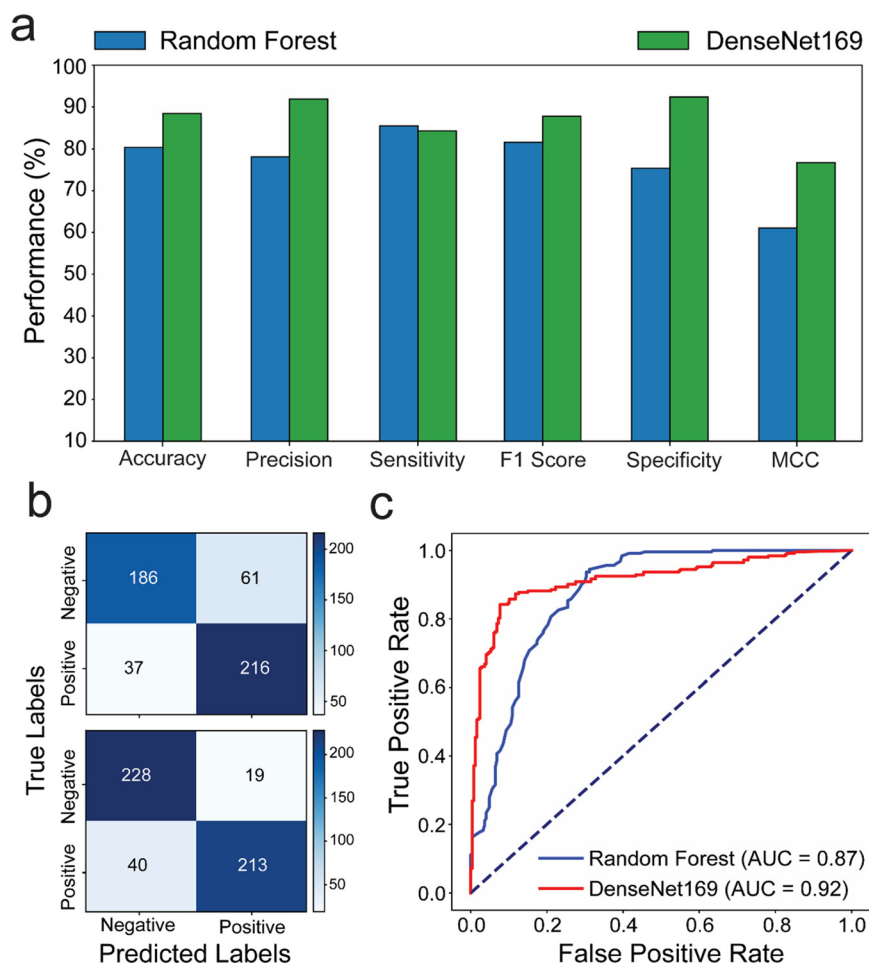 a
Random Forest
DenseNet169
Performance (%)
100
90
80
70
60
50
40
30
20
10
Accuracy
Precision
Sensitivity
F1 Score
Specificity
MCC
b
True Labels
Negative
Positive
186
61
37
216
200
150
100
50
Negative
Positive
228
19
40
213
200
150
100
50
Negative
Positive
Predicted Labels
c
True Positive Rate
1.0
0.8
0.6
0.4
0.2
0.0
Random Forest (AUC = 0.87)
DenseNet169 (AUC = 0.92)
0.0
0.2
0.4
0.6
0.8
1.0
False Positive Rate